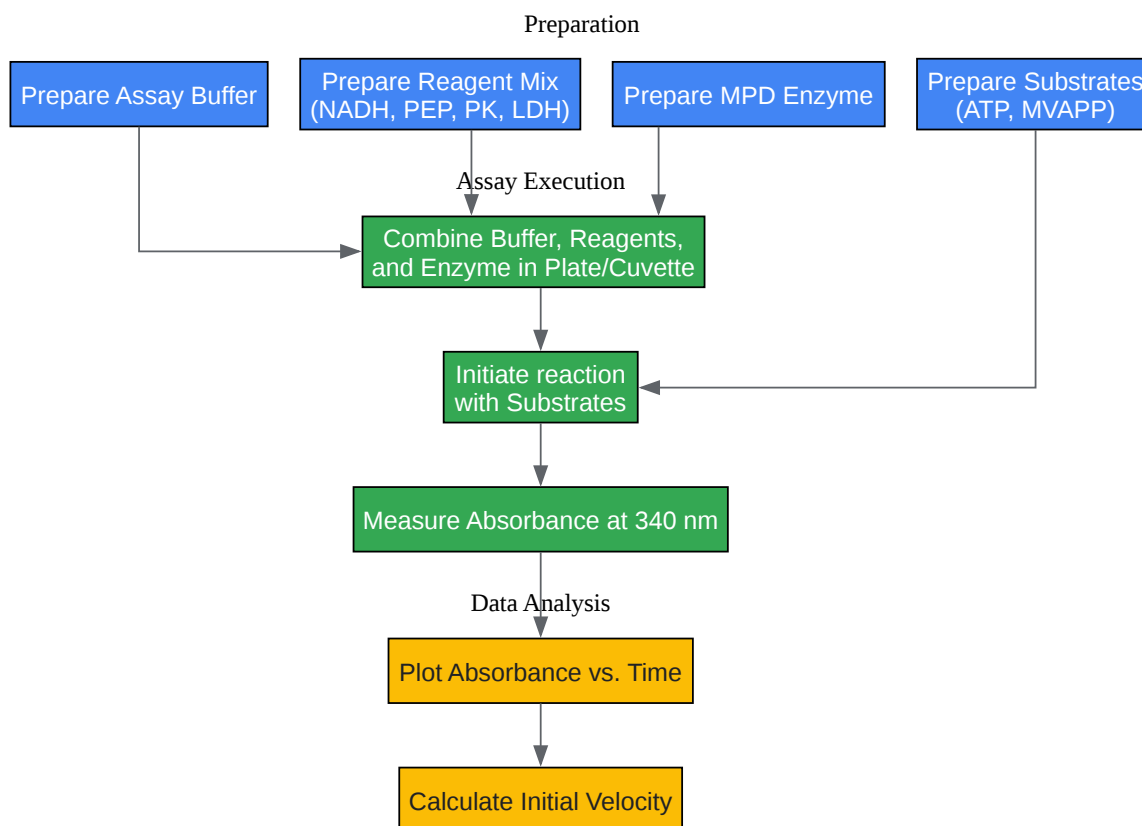 Preparation
Prepare Assay Buffer
Prepare Reagent Mix
(NADH, PEP, PK, LDH)
Prepare MPD Enzyme
Prepare Substrates
(ATP, MVAPP)
Assay Execution
Combine Buffer, Reagents,
and Enzyme in Plate/Cuvette
Initiate reaction
with Substrates
Measure Absorbance at 340 nm
Data Analysis
Plot Absorbance vs. Time
Calculate Initial Velocity